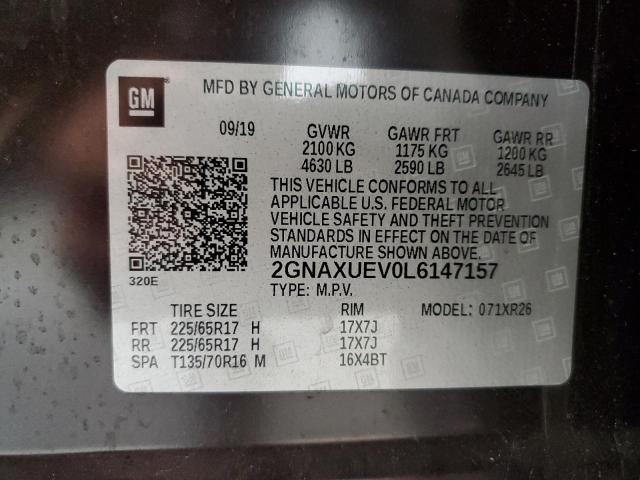 GM
MFD BY GENERAL MOTORS OF CANADA COMPANY
09/19 GVWR GAWR FRT GAWR RR
2100 KG 1175 KG 1200 KG
4630 LB 2590 LB 2645 LB
THIS VEHICLE CONFORMS TO ALL
APPLICABLE U.S. FEDERAL MOTOR
VEHICLE SAFETY AND THEFT PREVENTION
STANDARDS IN EFFECT ON THE DATE OF
MANUFACTURE SHOWN ABOVE.
2GNAXUEV0L6147157
320E TYPE: M.P.V.
TIRE SIZE RIM MODEL: 071XR26
FRT 225/65R17 H 17X7J
RR 225/65R17 H 17X7J
SPA T135/70R16 M 16X4BT